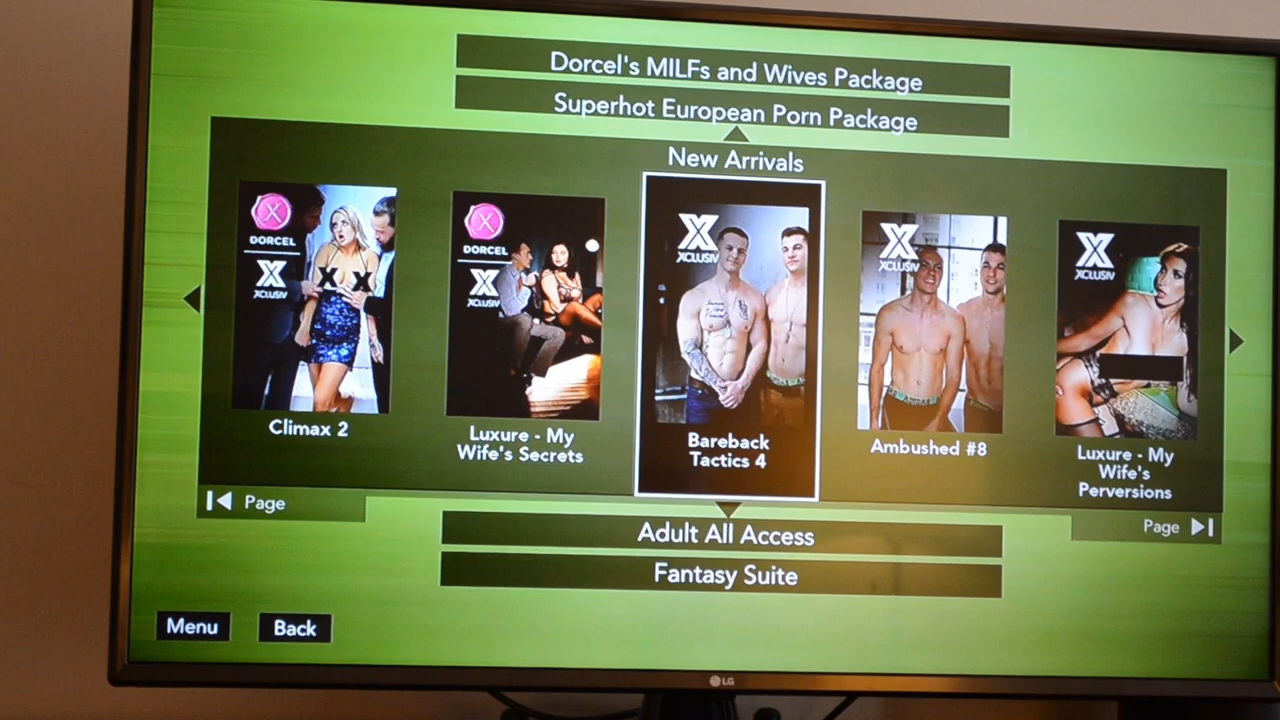 Dorcel's MILFs and Wives Package
Superhot European Porn Package
New Arrivals
X
DORCEL
X
XCLUSIV
X X
Climax 2
X
DORCEL
X
XCLUSIV
Luxure - My
Wife's Secrets
X
XCLUSIV
Bareback
Tactics 4
X
XCLUSIV
Ambushed #8
X
XCLUSIV
Luxure - My
Wife's
Perversions
Page
Page
Adult All Access
Fantasy Suite
Menu
Back
LG